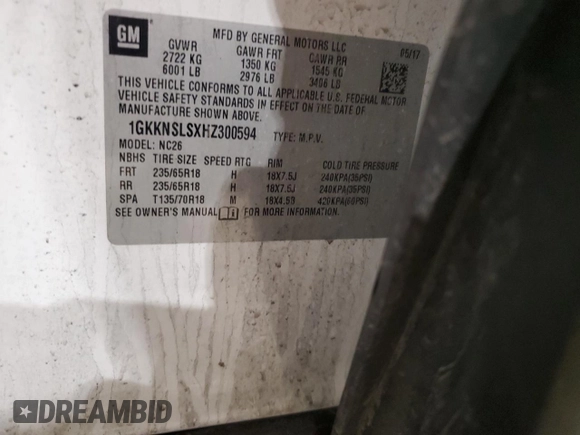 GM
MFD BY GENERAL MOTORS LLC
05/17
GVWR GAWR FRT GAWR RR
2722 KG 1350 KG 1545 KG
6001 LB 2976 LB 3406 LB
THIS VEHICLE CONFORMS TO ALL APPLICABLE U.S. FEDERAL MOTOR
VEHICLE SAFETY STANDARDS IN EFFECT ON THE DATE OF
MANUFACTURE SHOWN ABOVE.
1GKKNSLSXHZ300594 TYPE: M.P.V.
MODEL: NC26
NBHS TIRE SIZE SPEED RTG RIM COLD TIRE PRESSURE
FRT 235/65R18 H 18X7.5J 240KPA(35PSI)
RR 235/65R18 H 18X7.5J 240KPA(35PSI)
SPA T135/70R18 M 18X4.5B 420KPA(60PSI)
SEE OWNER'S MANUAL FOR MORE INFORMATION.
DREAMBID